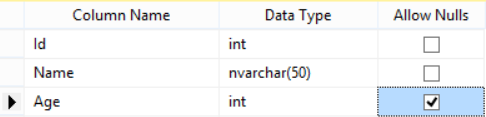 Column Name Data Type Allow Nulls
Id int
Name nvarchar(50)
Age int